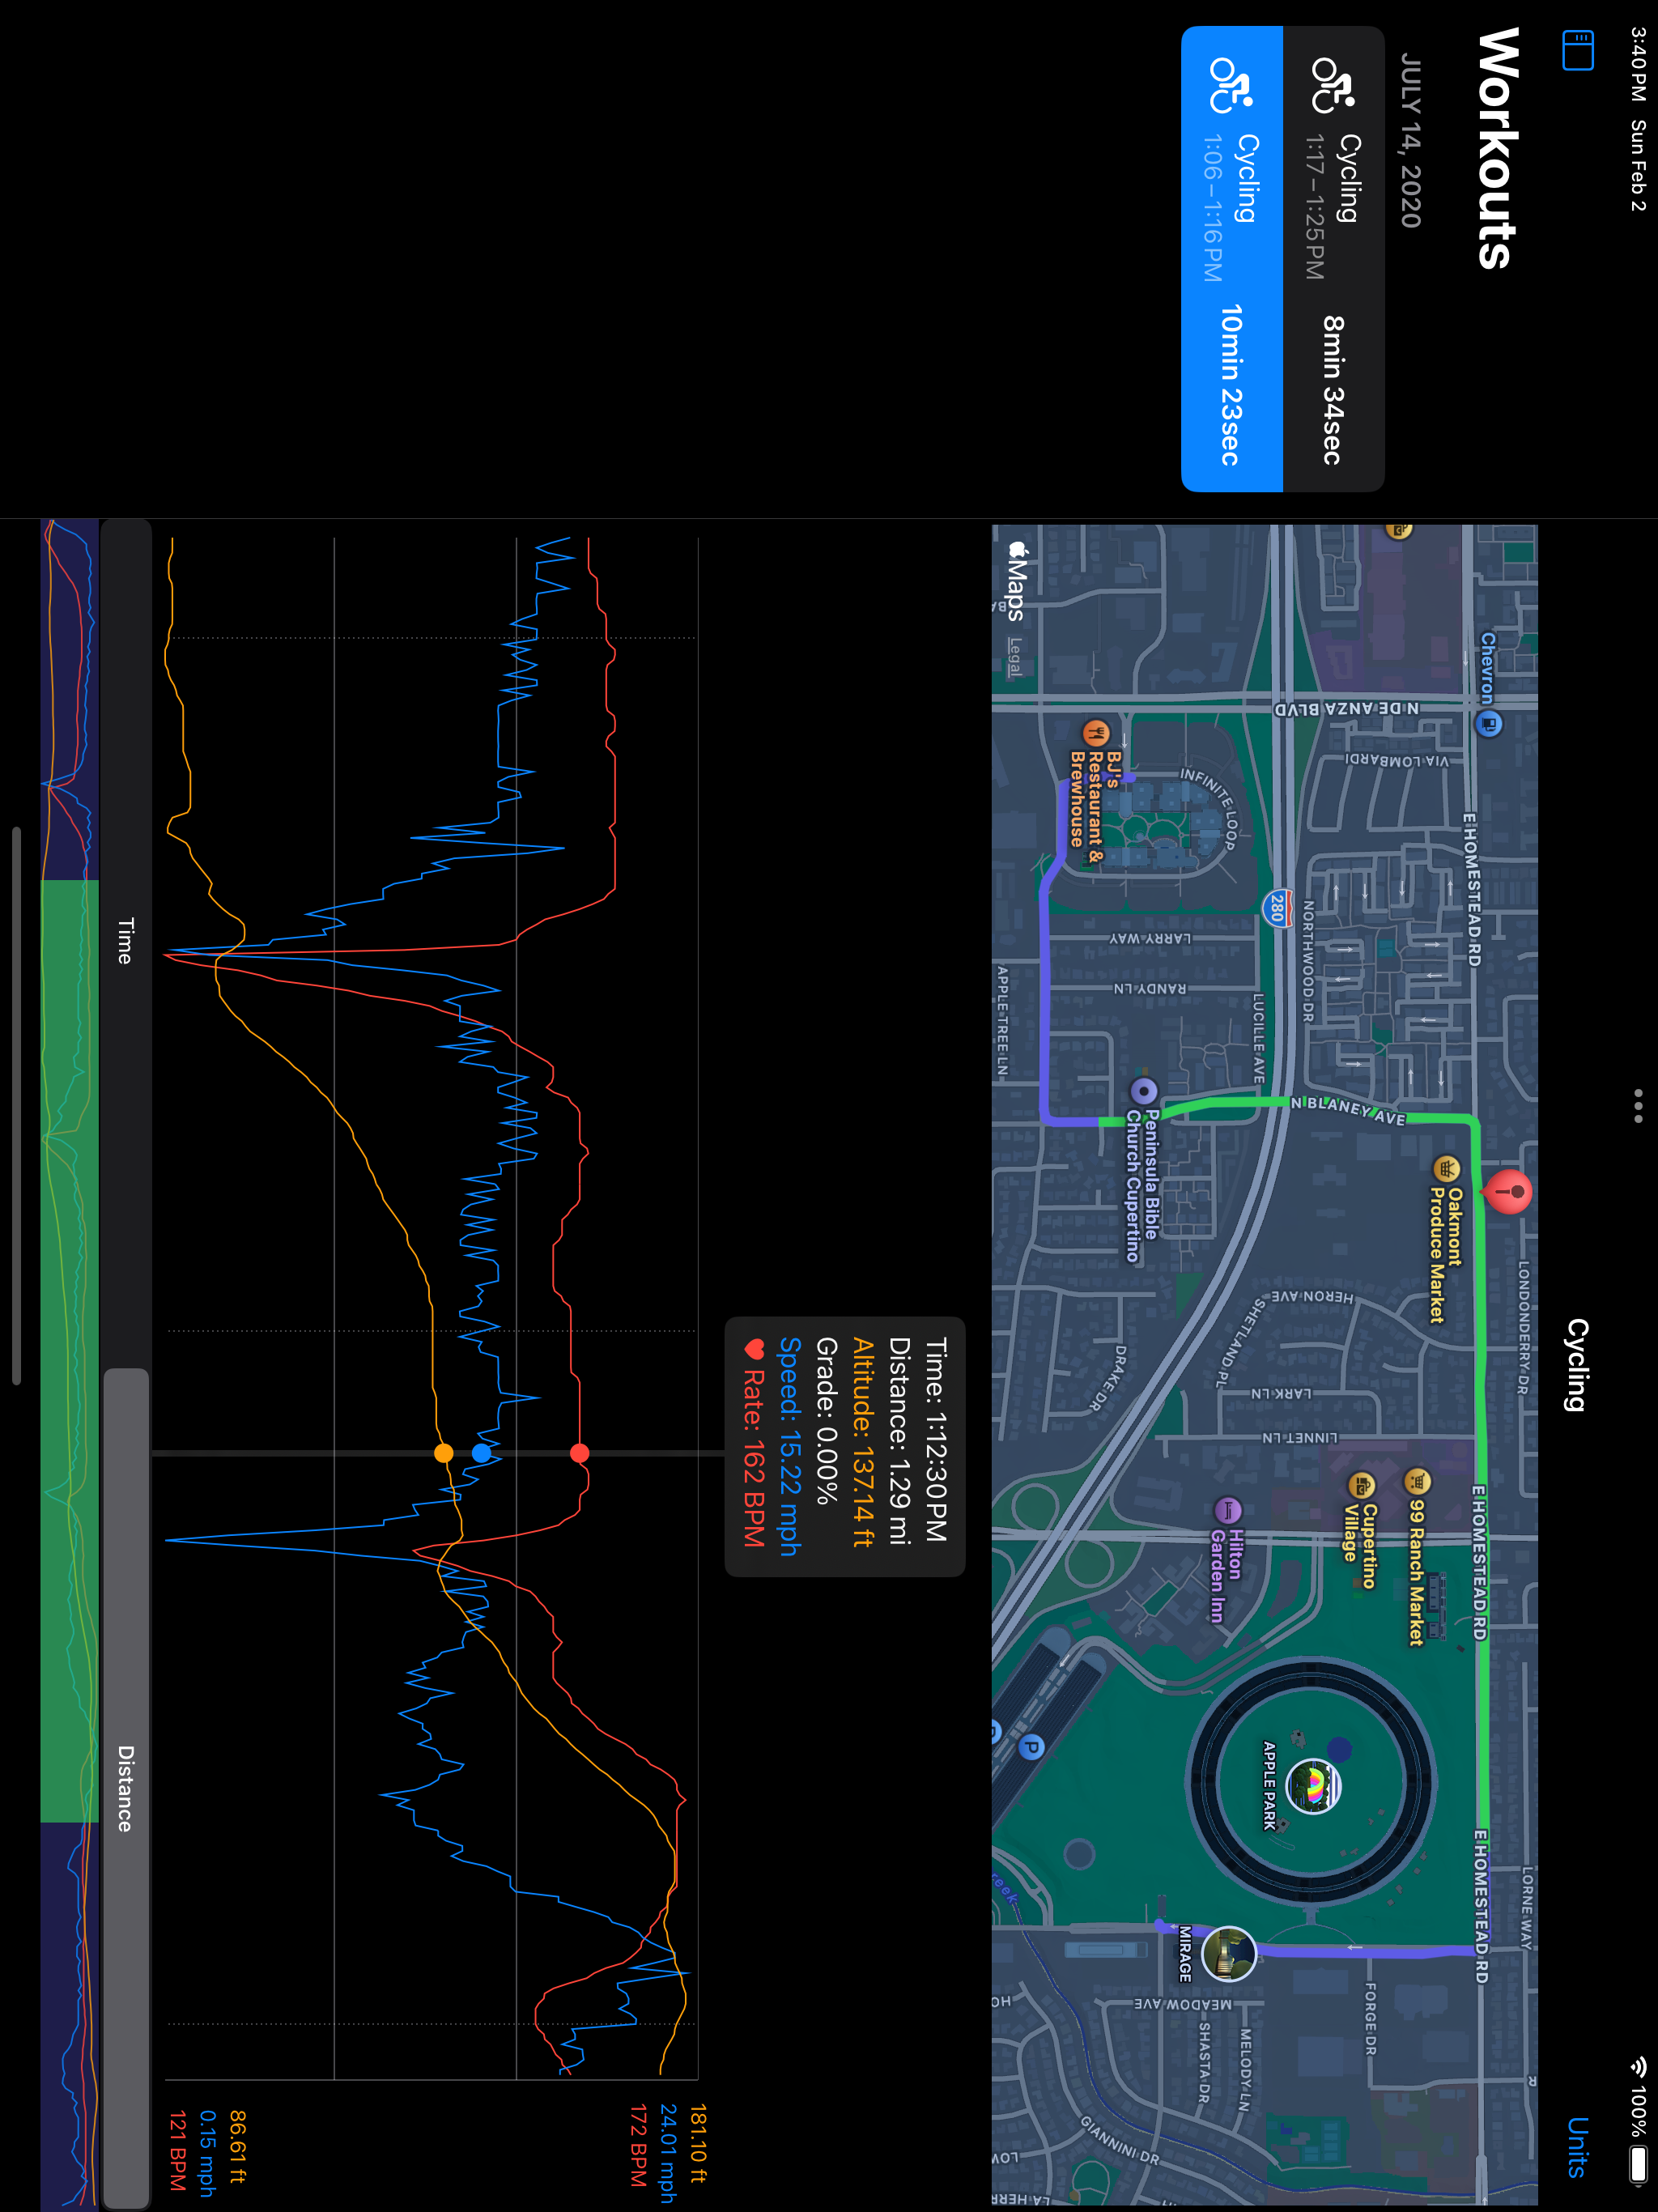 3:40 PM Sun Feb 2
100%
Workouts
JULY 14, 2020
Cycling
1:17 – 1:25 PM
8min 34sec
Cycling
1:06 – 1:16 PM
10min 23sec
Cycling
Units
Chevron
N DE ANZA BLVD
VIA LOMBARDI
E HOMESTEAD RD
BJ's
Restaurant &
Brewhouse
INFINITE LOOP
280
NORTHWOOD DR
LARRY WAY
RANDY LN
LUCILLE AVE
APPLE TREE LN
N BLANEY AVE
Peninsula Bible
Church Cupertino
Oakmont
Produce Market
LONDONDERRY DR
HERON AVE
SHETLAND PL
DRAKE DR
LARK LN
LINNET LN
E HOMESTEAD RD
99 Ranch Market
Cupertino
Village
Hilton
Garden Inn
P
APPLE PARK
E HOMESTEAD RD
LORNE WAY
MIRAGE
FORGE DR
MEADOW AVE
SHASTA DR
MELODY LN
GIANNINI DR
Maps
Legal
Time: 1:12:30 PM
Distance: 1.29 mi
Altitude: 137.14 ft
Grade: 0.00%
Speed: 15.22 mph
Rate: 162 BPM
181.10 ft
24.01 mph
172 BPM
86.61 ft
0.15 mph
121 BPM
Time
Distance